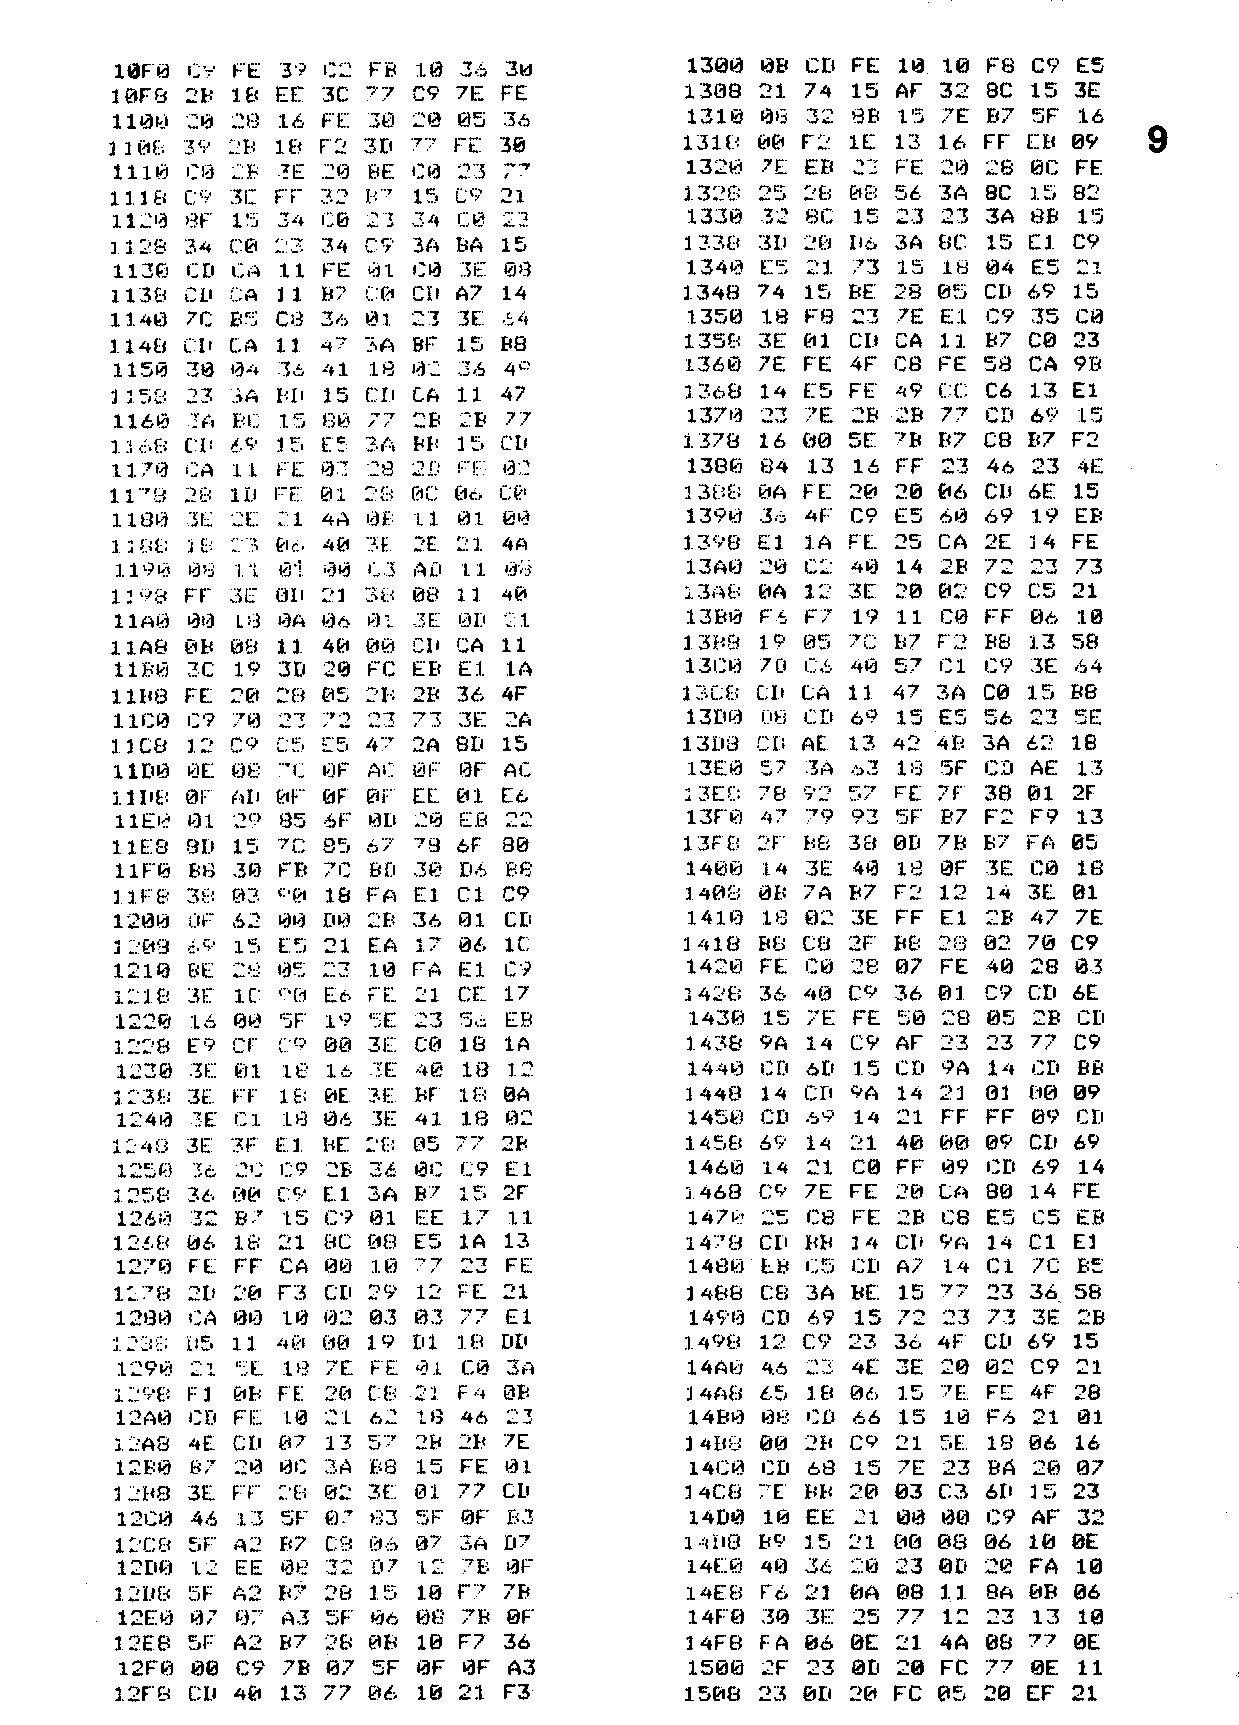 10F0 C9 FE 39 C2 FB 10 36 30
10F8 2B 18 EE 3C 77 C9 7E FE
1100 20 28 16 FE 30 20 05 36
1108 39 2B 18 F2 3D 77 FE 30
1110 C0 2B 3E 20 BE C0 23 77
1118 C9 3E FF 32 B7 15 C9 21
1120 8F 15 34 C0 23 34 C0 23
1128 34 C0 23 34 C9 3A BA 15
1130 CD CA 11 FE 01 C0 3E 08
1138 CD CA 11 B7 C0 CD A7 14
1140 7C B5 C8 36 01 23 3E 64
1148 CD CA 11 47 3A BF 15 B8
1150 30 04 36 41 18 02 36 49
1158 23 3A BD 15 CD CA 11 47
1160 3A BC 15 80 77 2B 2B 77
1168 CD 69 15 E5 3A BB 15 CD
1170 CA 11 FE 03 28 2D FE 02
1178 28 1D FE 01 28 0C 06 C0
1180 3E 2E 21 4A 0B 11 01 00
1188 18 23 06 40 3E 2E 21 4A
1190 08 11 01 00 C3 AD 11 06
1198 FF 3E 0D 21 38 08 11 40
11A0 00 18 0A 06 01 3E 0D 21
11A8 0B 08 11 40 00 CD CA 11
11B0 3C 19 3D 20 FC EB E1 1A
11B8 FE 20 28 05 2B 2B 36 4F
11C0 C9 70 23 72 23 73 3E 2A
11C8 12 C9 C5 E5 47 2A 8D 15
11D0 0E 08 7C 0F AC 0F 0F AC
11D8 0F AD 0F 0F 0F EE 01 E6
11E0 01 29 85 6F 0D 20 EB 22
11E8 8D 15 7C 85 67 78 6F 80
11F0 B8 30 FB 7C BD 30 D6 B8
11F8 38 03 90 18 FA E1 C1 C9
1200 0F 62 00 D0 2B 36 01 CD
1208 69 15 E5 21 EA 17 06 1C
1210 BE 28 05 23 10 FA E1 C9
1218 3E 1C 90 E6 FE 21 CE 17
1220 16 00 5F 19 5E 23 56 EB
1228 E9 CF C9 00 3E C0 18 1A
1230 3E 01 18 16 3E 40 18 12
1238 3E FF 18 0E 3E BF 18 0A
1240 3E C1 18 06 3E 41 18 02
1248 3E 3F E1 BE 28 05 77 2B
1250 36 2C C9 2B 36 0C C9 E1
1258 36 00 C9 E1 3A B7 15 2F
1260 32 B7 15 C9 01 EE 17 11
1268 06 18 21 8C 08 E5 1A 13
1270 FE FF CA 00 10 77 23 FE
1278 2D 20 F3 CD 29 12 FE 21
1280 CA 00 10 02 03 03 77 E1
1288 D5 11 40 00 19 D1 18 DD
1290 21 5E 18 7E FE 01 C0 3A
1298 F1 0B FE 20 C8 21 F4 0B
12A0 CD FE 10 21 62 18 46 23
12A8 4E CD 07 13 57 2B 2B 7E
12B0 B7 20 0C 3A B8 15 FE 01
12B8 3E FF 28 02 3E 01 77 CD
12C0 46 13 5F 07 83 5F 0F B3
12C8 5F A2 B7 C8 06 07 3A D7
12D0 12 EE 08 32 D7 12 7B 0F
12D8 5F A2 B7 28 15 10 F7 7B
12E0 07 07 A3 5F 06 08 7B 0F
12E8 5F A2 B7 28 0B 10 F7 36
12F0 00 C9 7B 07 5F 0F 0F A3
12F8 CD 40 13 77 06 10 21 F3
1300 0B CD FE 10 10 F8 C9 E5
1308 21 74 15 AF 32 8C 15 3E
1310 08 32 8B 15 7E B7 5F 16
1318 00 F2 1E 13 16 FF EB 09
1320 7E EB 23 FE 20 28 0C FE
1328 25 28 08 56 3A 8C 15 82
1330 32 8C 15 23 23 3A 8B 15
1338 3D 20 D6 3A 8C 15 E1 C9
1340 E5 21 73 15 18 04 E5 21
1348 74 15 BE 28 05 CD 69 15
1350 18 F8 23 7E E1 C9 35 C0
1358 3E 01 CD CA 11 B7 C0 23
1360 7E FE 4F C8 FE 58 CA 9B
1368 14 E5 FE 49 CC C6 13 E1
1370 23 7E 2B 2B 77 CD 69 15
1378 16 00 5E 7B B7 C8 B7 F2
1380 84 13 16 FF 23 46 23 4E
1388 0A FE 20 20 06 CD 6E 15
1390 36 4F C9 E5 60 69 19 EB
1398 E1 1A FE 25 CA 2E 14 FE
13A0 20 C2 40 14 2B 72 23 73
13A8 0A 12 3E 20 02 C9 C5 21
13B0 F6 F7 19 11 C0 FF 06 10
13B8 19 05 7C B7 F2 B8 13 58
13C0 7D C6 40 57 C1 C9 3E 64
13C8 CD CA 11 47 3A C0 15 B8
13D0 D8 CD 69 15 E5 56 23 5E
13D8 CD AE 13 42 4B 3A 62 18
13E0 57 3A 63 18 5F CD AE 13
13E8 78 92 57 FE 7F 38 01 2F
13F0 47 79 93 5F B7 F2 F9 13
13F8 2F B8 38 0D 7B B7 FA 05
1400 14 3E 40 18 0F 3E C0 18
1408 0B 7A B7 F2 12 14 3E 01
1410 18 02 3E FF E1 2B 47 7E
1418 B8 C8 2F B8 28 02 70 C9
1420 FE C0 28 07 FE 40 28 03
1428 36 40 C9 36 01 C9 CD 6E
1430 15 7E FE 50 28 05 2B CD
1438 9A 14 C9 AF 23 23 77 C9
1440 CD 6D 15 CD 9A 14 CD BB
1448 14 CD 9A 14 21 01 00 09
1450 CD 69 14 21 FF FF 09 CD
1458 69 14 21 40 00 09 CD 69
1460 14 21 C0 FF 09 CD 69 14
1468 C9 7E FE 20 CA 80 14 FE
1470 25 C8 FE 2B C8 E5 C5 EB
1478 CD BB 14 CD 9A 14 C1 E1
1480 EB C5 CD A7 14 C1 7C B5
1488 C8 3A BE 15 77 23 36 58
1490 CD 69 15 72 23 73 3E 2B
1498 12 C9 23 36 4F CD 69 15
14A0 46 23 4E 3E 20 02 C9 21
14A8 65 18 06 15 7E FE 4F 28
14B0 08 CD 66 15 10 F6 21 01
14B8 00 2B C9 21 5E 18 06 16
14C0 CD 68 15 7E 23 BA 20 07
14C8 7E BB 20 03 C3 6D 15 23
14D0 10 EE 21 00 00 C9 AF 32
14D8 B9 15 21 00 08 06 10 0E
14E0 40 36 20 23 0D 20 FA 10
14E8 F6 21 0A 08 11 8A 0B 06
14F0 30 3E 25 77 12 23 13 10
14F8 FA 06 0E 21 4A 08 77 0E
1500 2F 23 0D 20 FC 77 0E 11
1508 23 0D 20 FC 05 20 EF 21
9